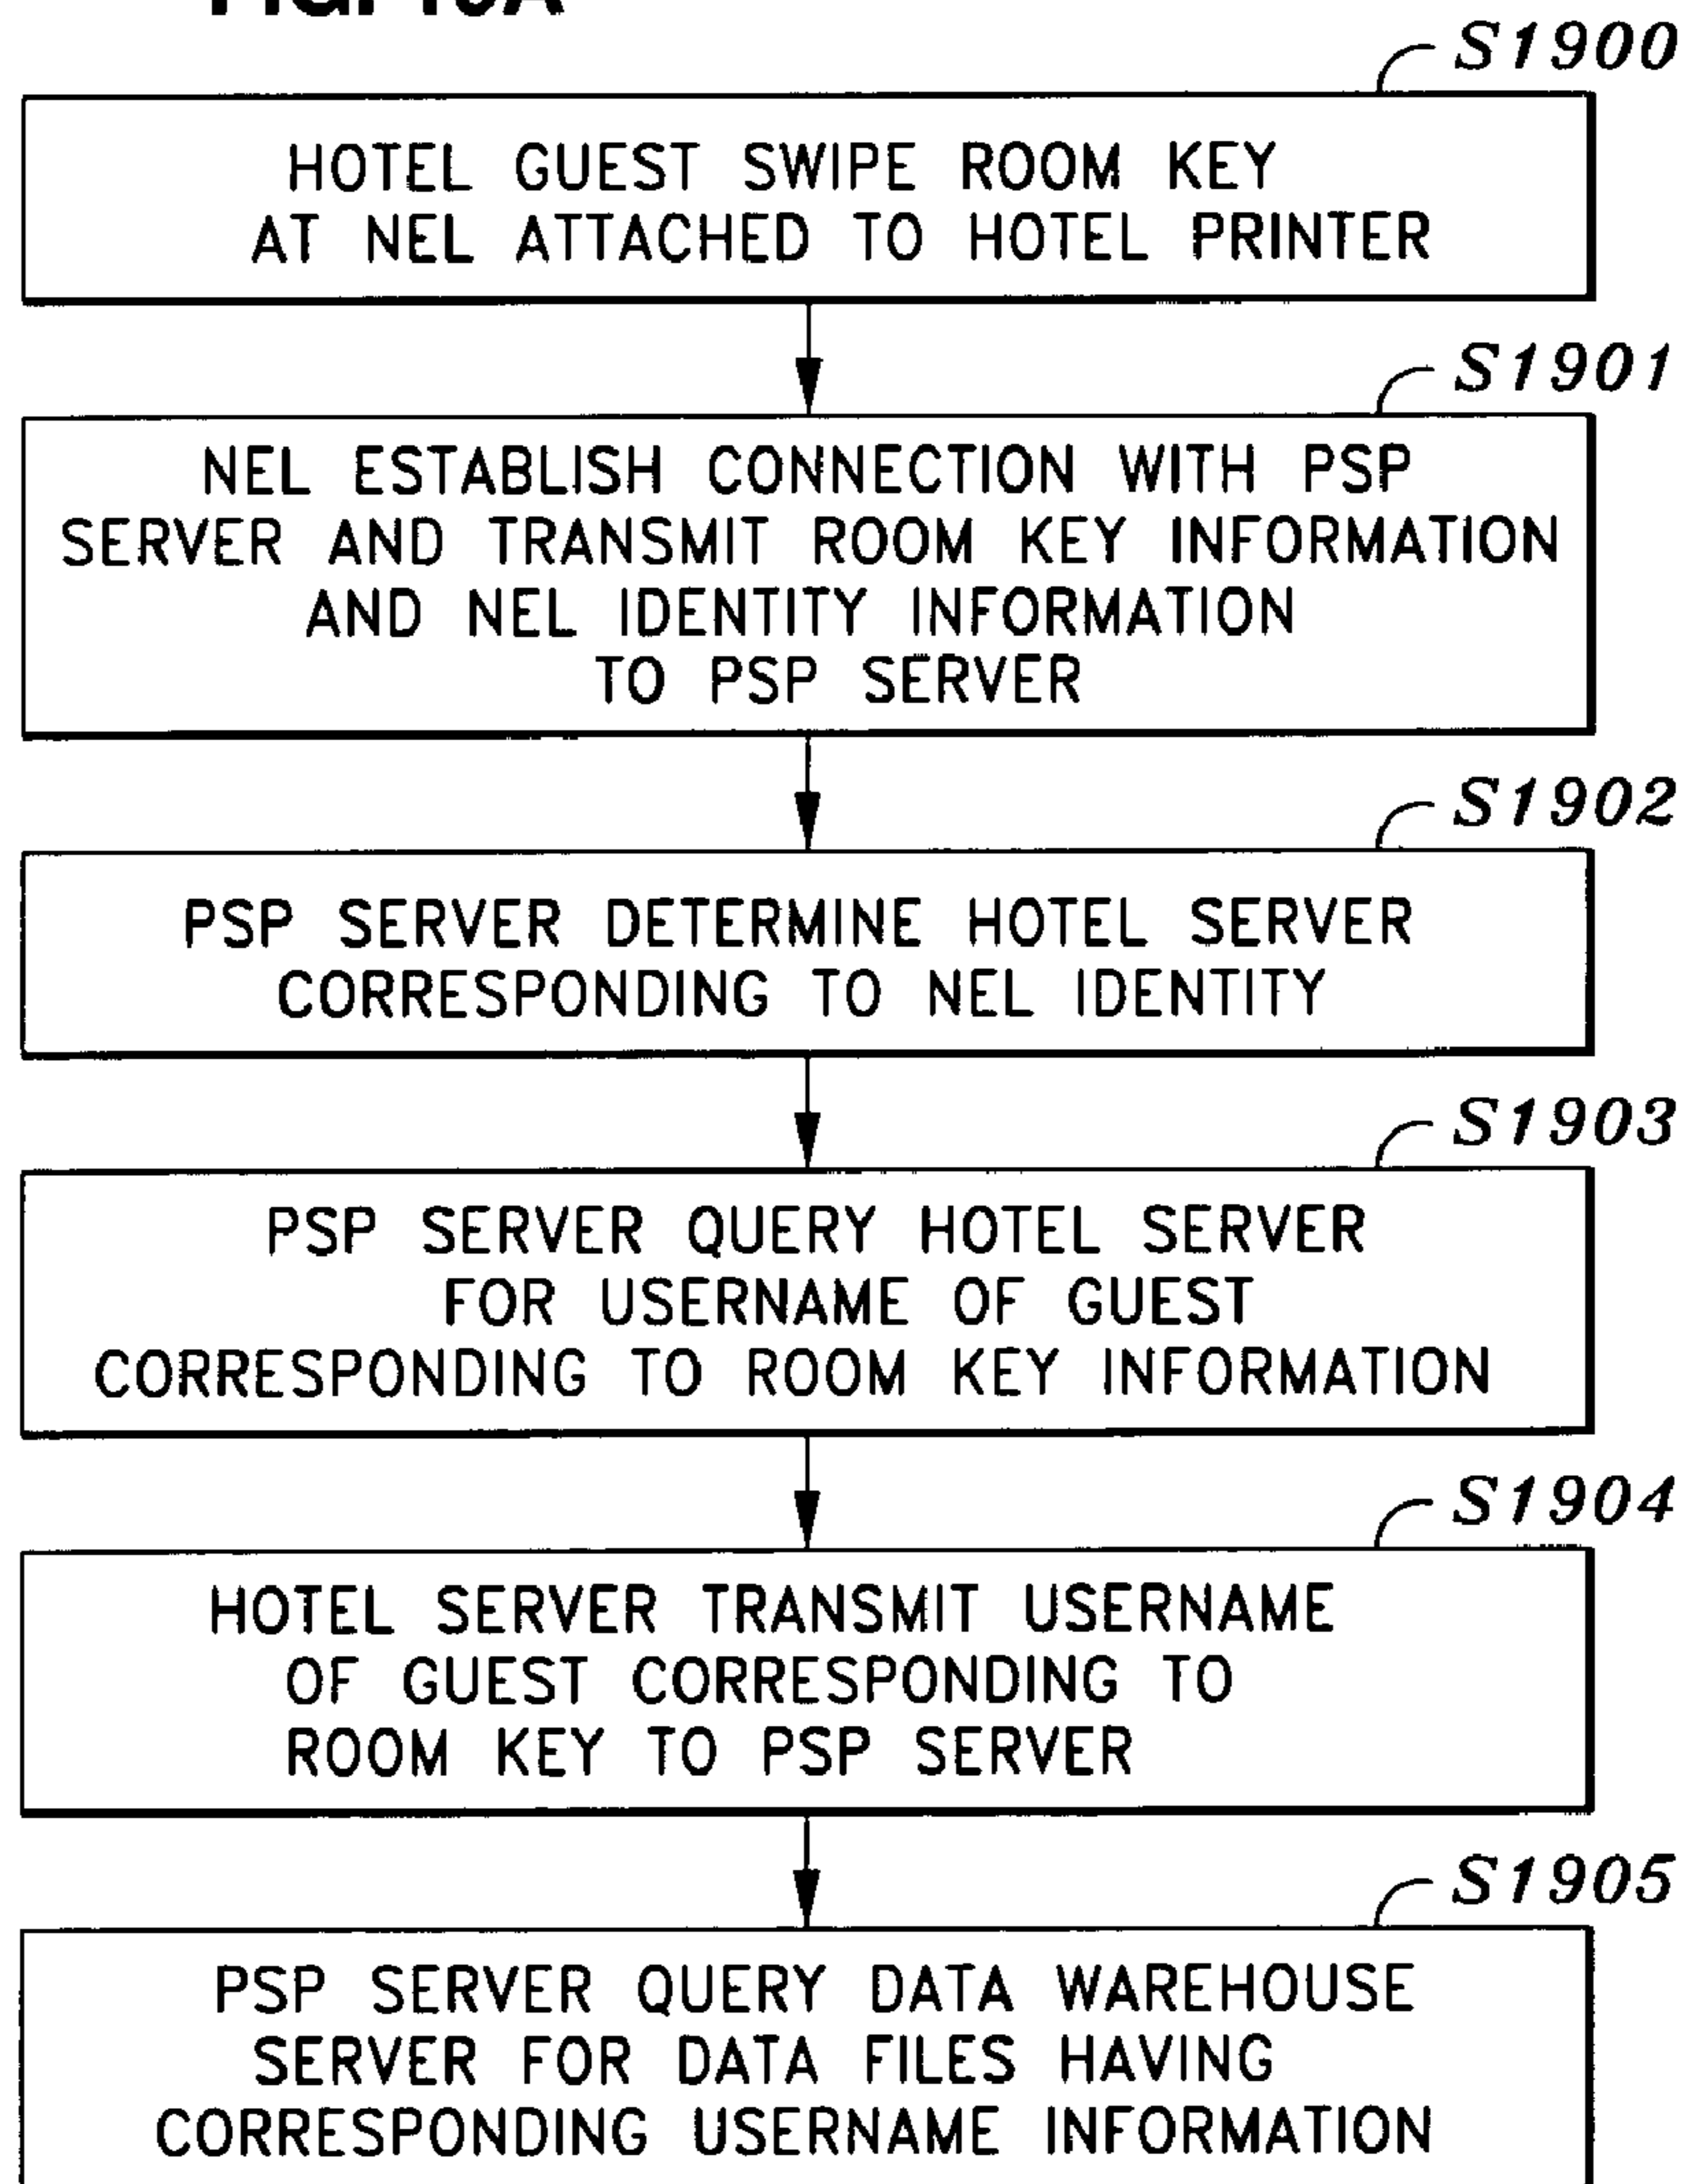 S1900
HOTEL GUEST SWIPE ROOM KEY
AT NEL ATTACHED TO HOTEL PRINTER
S1901
NEL ESTABLISH CONNECTION WITH PSP
SERVER AND TRANSMIT ROOM KEY INFORMATION
AND NEL IDENTITY INFORMATION
TO PSP SERVER
S1902
PSP SERVER DETERMINE HOTEL SERVER
CORRESPONDING TO NEL IDENTITY
S1903
PSP SERVER QUERY HOTEL SERVER
FOR USERNAME OF GUEST
CORRESPONDING TO ROOM KEY INFORMATION
S1904
HOTEL SERVER TRANSMIT USERNAME
OF GUEST CORRESPONDING TO
ROOM KEY TO PSP SERVER
S1905
PSP SERVER QUERY DATA WAREHOUSE
SERVER FOR DATA FILES HAVING
CORRESPONDING USERNAME INFORMATION